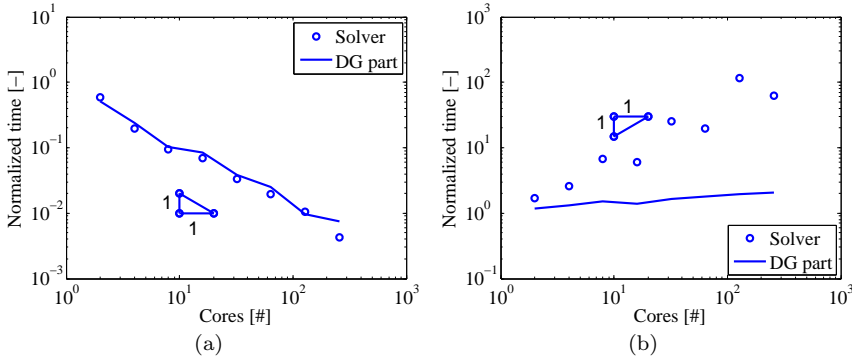 10^1
10^0
10^-1
10^-2
10^-3
Normalized time [−]
Solver
DG part
1
1
10^0
10^1
10^2
10^3
Cores [#]
(a)
10^3
10^2
10^1
10^0
10^-1
Normalized time [−]
1
1
Solver
DG part
10^0
10^1
10^2
10^3
Cores [#]
(b)